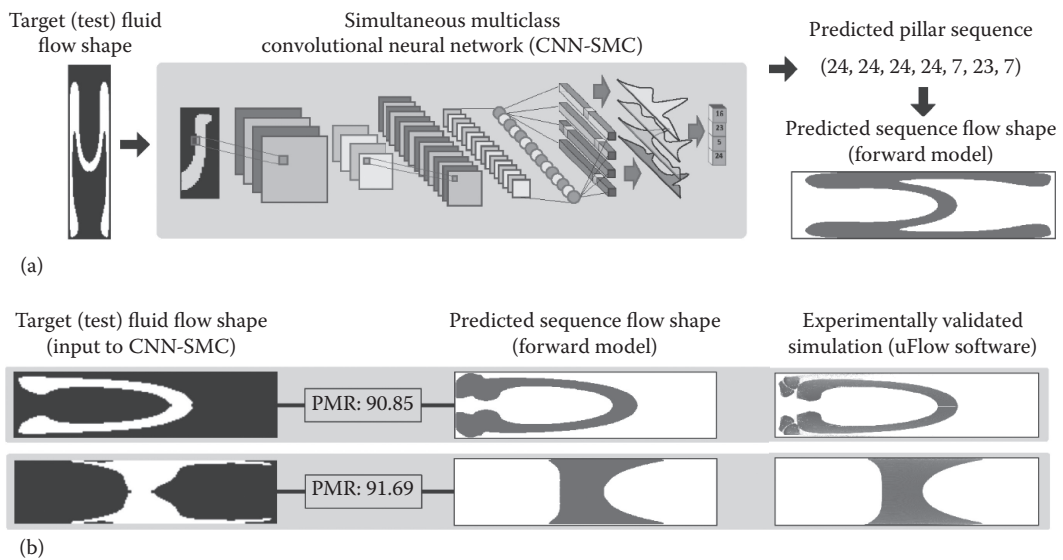 Target (test) fluid
flow shape
Simultaneous multiclass
convolutional neural network (CNN-SMC)
16
23
5
24
Predicted pillar sequence
(24, 24, 24, 24, 7, 23, 7)
Predicted sequence flow shape
(forward model)
(a)
Target (test) fluid flow shape
(input to CNN-SMC)
Predicted sequence flow shape
(forward model)
Experimentally validated
simulation (uFlow software)
PMR: 90.85
PMR: 91.69
(b)